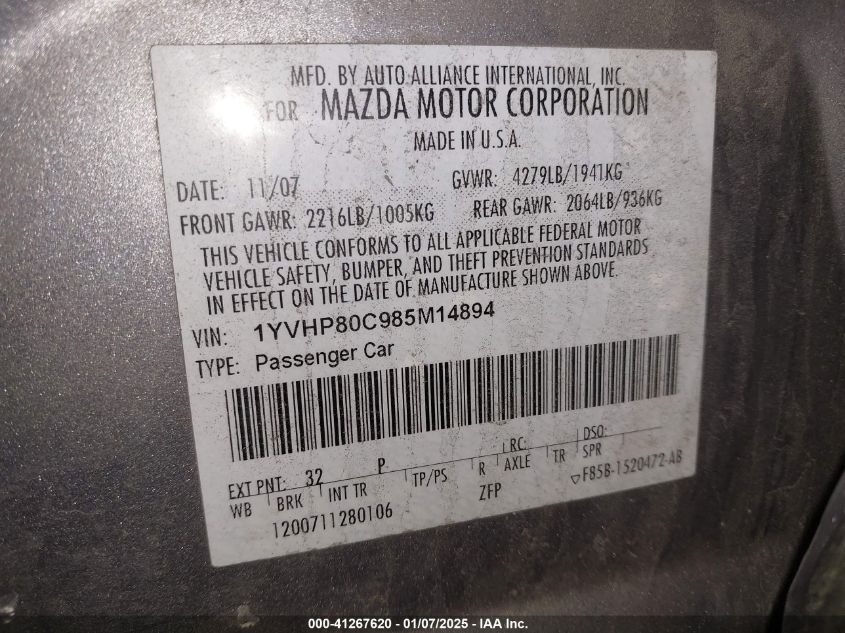 MFD. BY AUTO ALLIANCE INTERNATIONAL, INC.
FOR MAZDA MOTOR CORPORATION
MADE IN U.S.A.
DATE: 11/07 GVWR: 4279LB/1941KG
FRONT GAWR: 2216LB/1005KG REAR GAWR: 2064LB/936KG
THIS VEHICLE CONFORMS TO ALL APPLICABLE FEDERAL MOTOR
VEHICLE SAFETY, BUMPER, AND THEFT PREVENTION STANDARDS
IN EFFECT ON THE DATE OF MANUFACTURE SHOWN ABOVE.
VIN: 1YVHP80C985M14894
TYPE: Passenger Car
EXT PNT: 32 P LRC: DSO:
WB BRK INT TR TP/PS R AXLE TR SPR
1200711280106 ZFP ▽F85B-1520472-AB
000-41267620 - 01/07/2025 - IAA Inc.